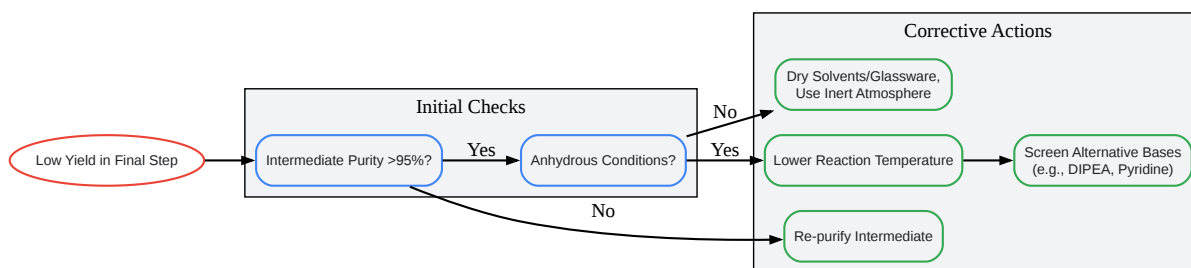 Corrective Actions
Dry Solvents/Glassware,
Use Inert Atmosphere
Initial Checks
No
Low Yield in Final Step
Intermediate Purity >95%?
Yes
Anhydrous Conditions?
Yes
Lower Reaction Temperature
Screen Alternative Bases
(e.g., DIPEA, Pyridine)
No
Re-purify Intermediate